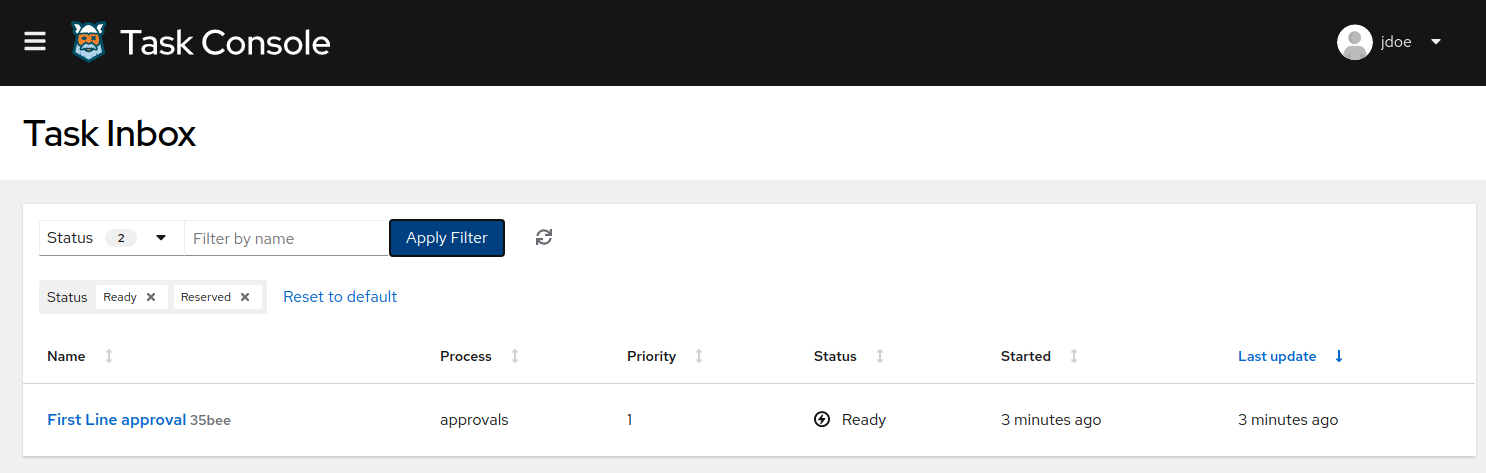 Task Console
jdoe
Task Inbox
Status 2 Filter by name Apply Filter
Status Ready Reserved Reset to default
Name Process Priority Status Started Last update
First Line approval 35bee approvals 1 Ready 3 minutes ago 3 minutes ago